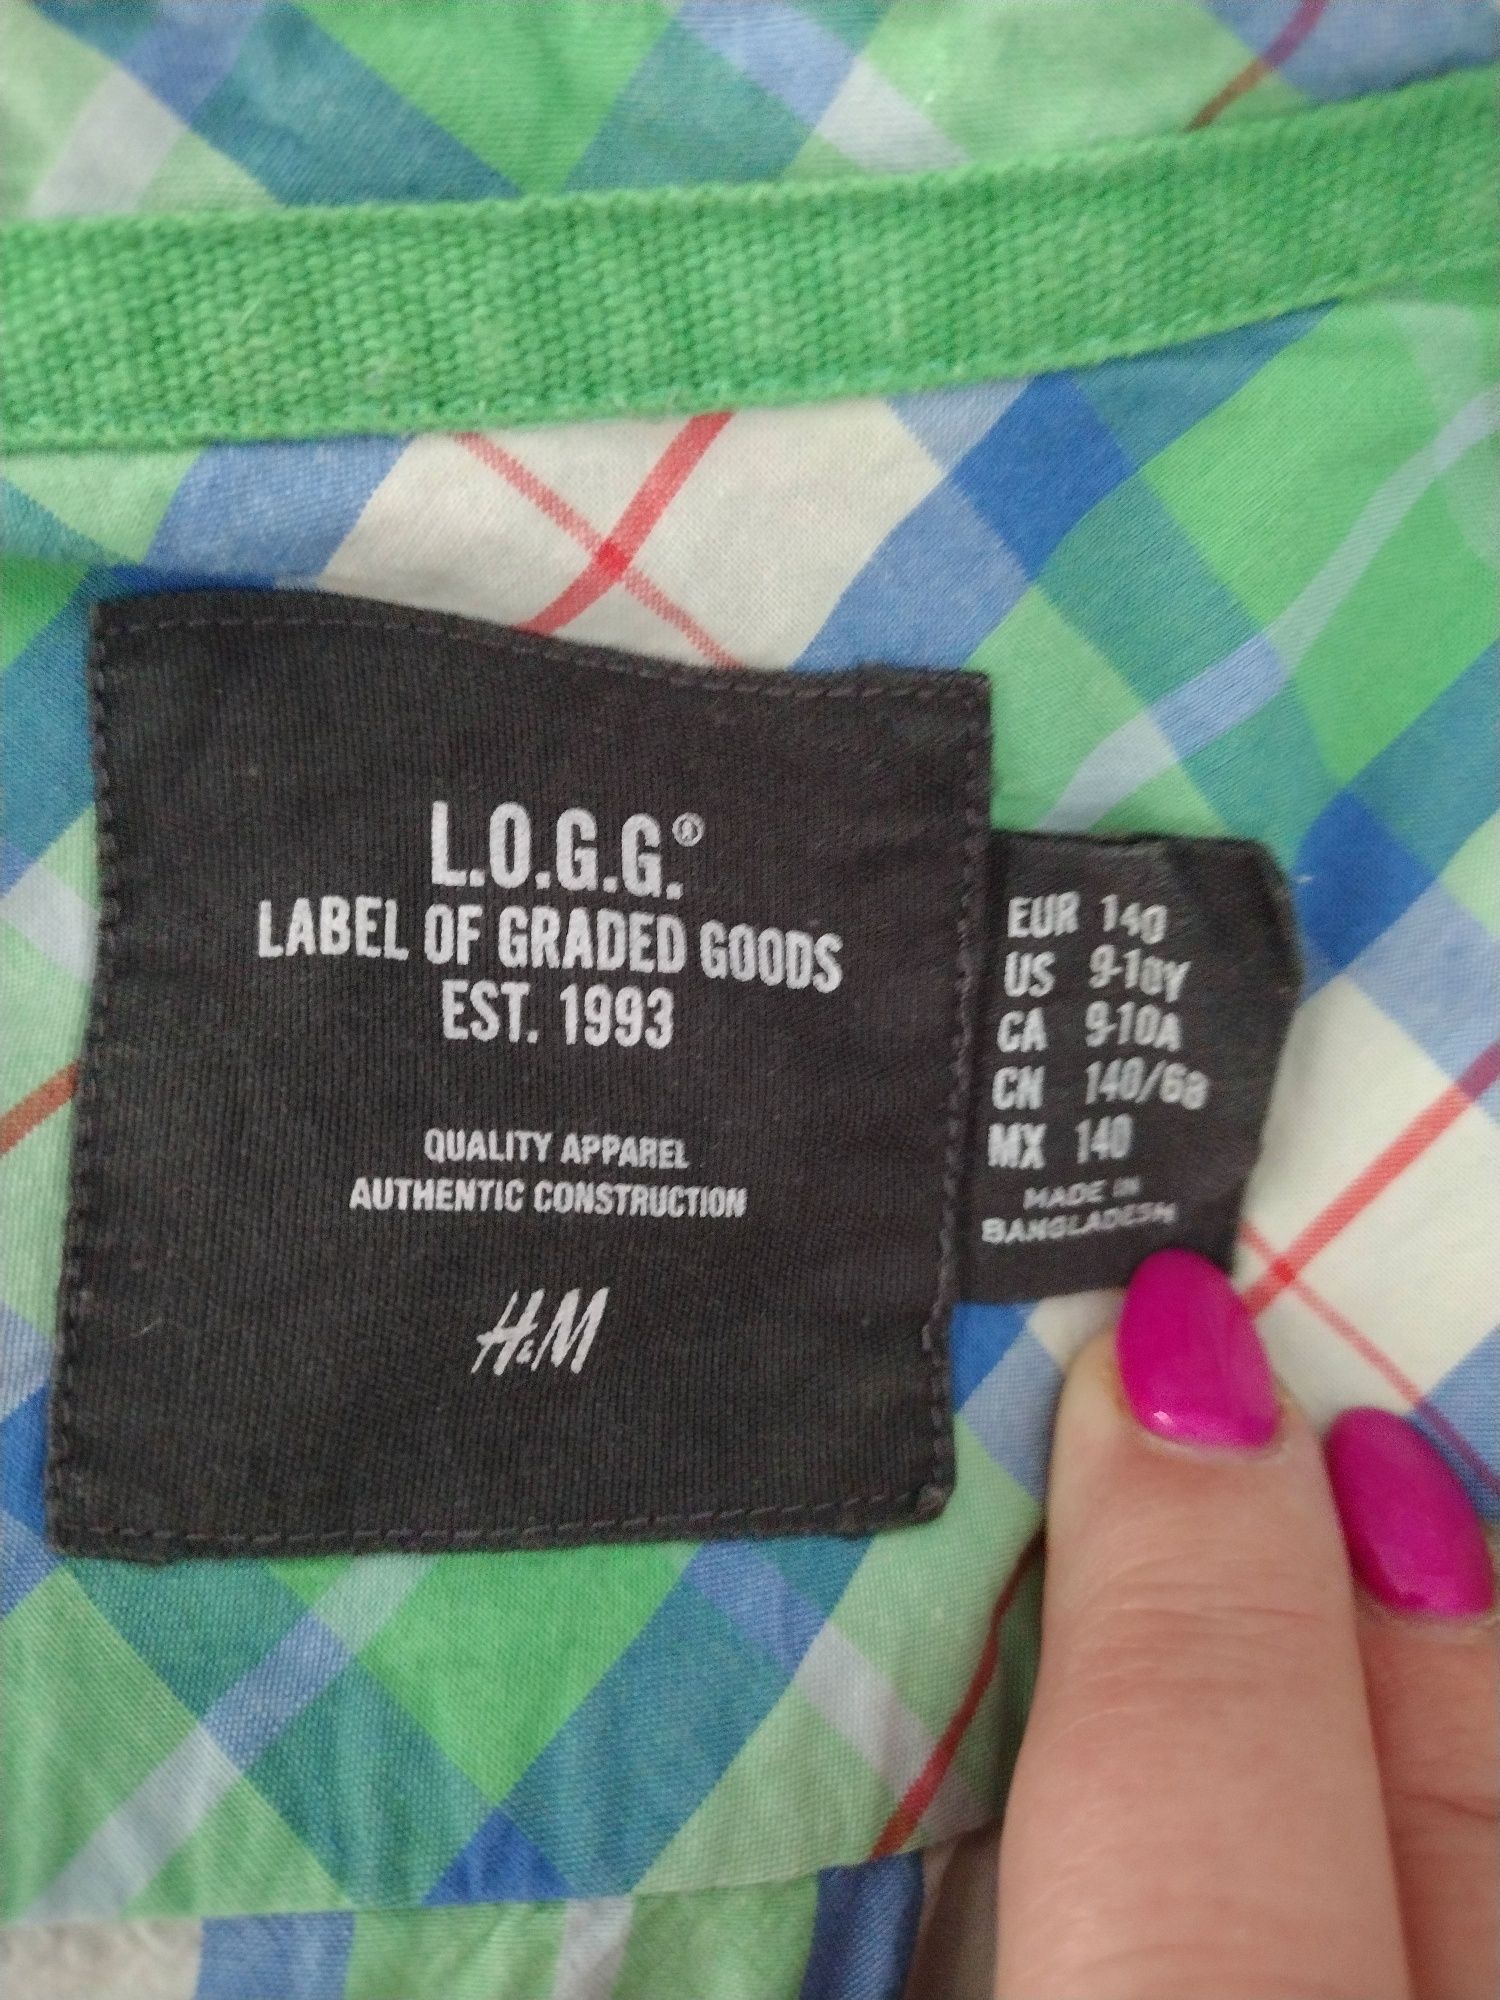 L.O.G.G.®
LABEL OF GRADED GOODS
EST. 1993
QUALITY APPAREL
AUTHENTIC CONSTRUCTION
H&M
EUR 140
US 9-10Y
CA 9-10A
CN 140/68
MX 140
MADE IN
BANGLADESH